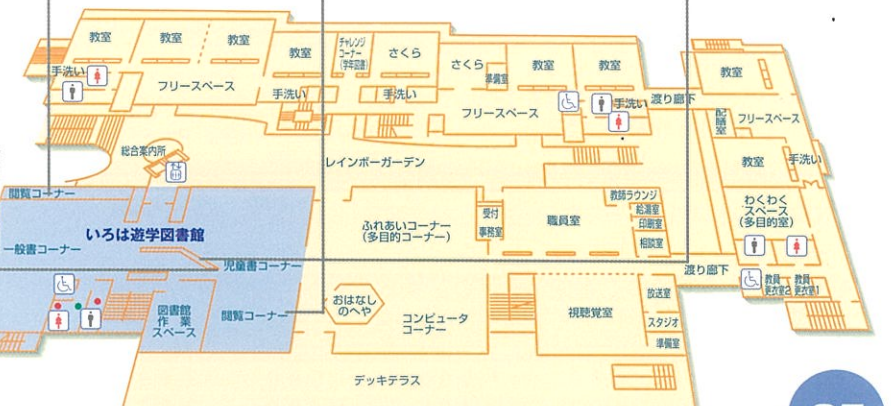 教室
教室
教室
教室
チャレンジ
コーナー
(学年図書)
さくら
さくら
準備室
教室
教室
教室
手洗い
フリースペース
手洗い
手洗い
フリースペース
手洗い
渡り廊下
配膳室
フリースペース
総合案内所
レインボーガーデン
教室
手洗い
閲覧コーナー
いろは遊学図書館
一般書コーナー
児童書コーナー
ふれあいコーナー
(多目的コーナー)
受付
事務室
職員室
教師ラウンジ
給湯室
印刷室
相談室
わくわく
スペース
(多目的室)
渡り廊下
教員
更衣室2
教員
更衣室1
図書館
作業
スペース
閲覧コーナー
おはなし
のへや
コンピュータ
コーナー
視聴覚室
放送室
スタジオ
準備室
デッキテラス